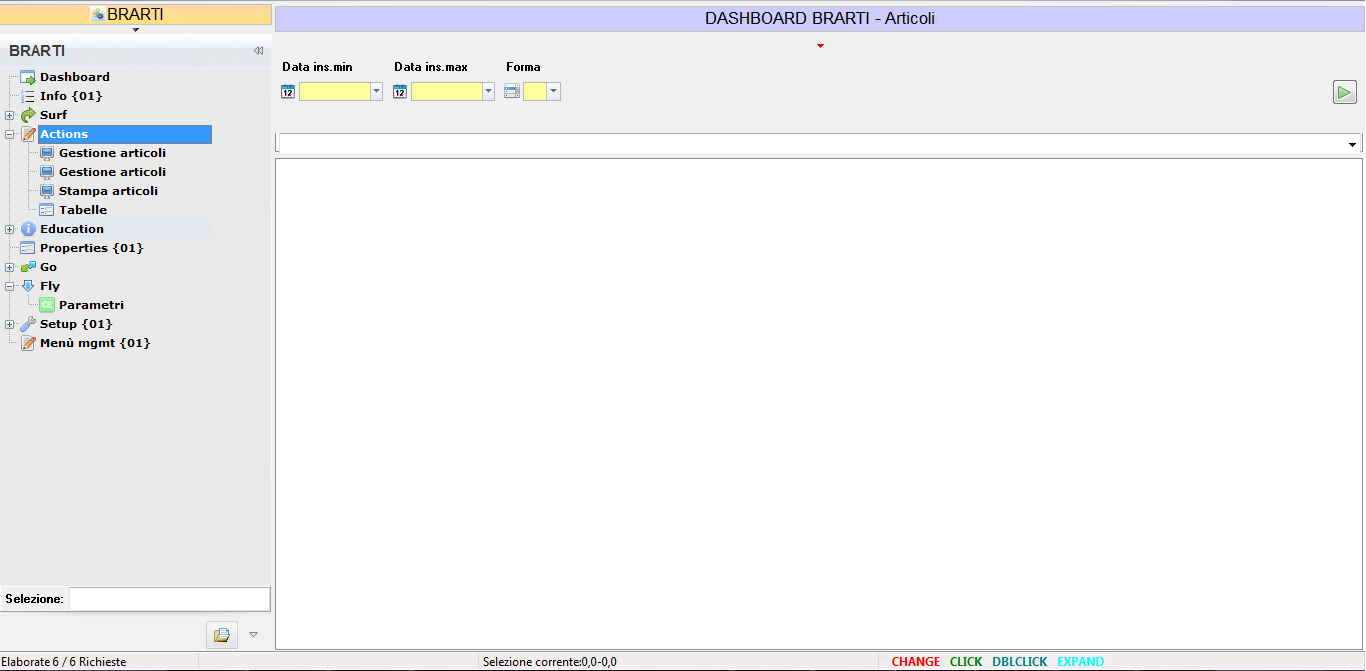 BRARTI
DASHBOARD BRARTI - Articoli
BRARTI
Dashboard
Info {01}
Surf
Actions
Gestione articoli
Gestione articoli
Stampa articoli
Tabelle
Education
Properties {01}
Go
Fly
Parametri
Setup {01}
Menù mgmt {01}
Data ins.min
Data ins.max
Forma
12
12
Selezione:
Elaborate 6 / 6 Richieste
Selezione corrente:0,0-0,0
CHANGE CLICK DBLCLICK EXPAND